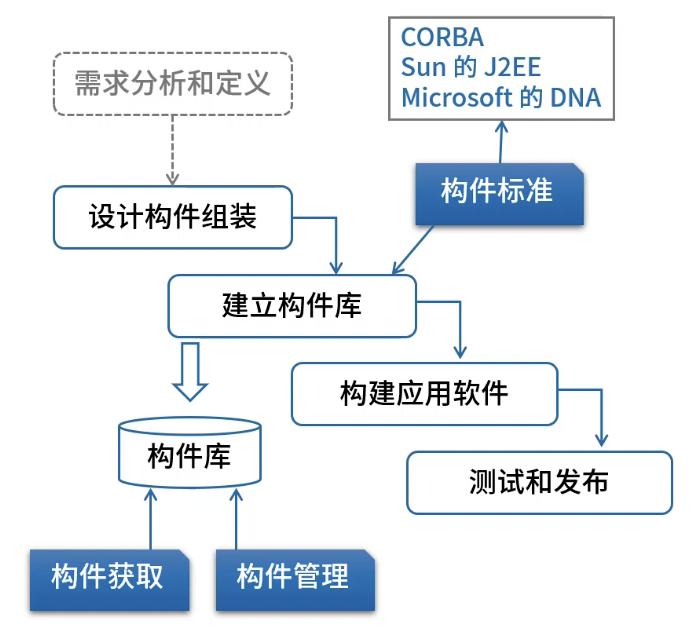 CORBA
Sun 的 J2EE
Microsoft 的 DNA
需求分析和定义
构件标准
设计构件组装
建立构件库
构建应用软件
构件库
测试和发布
构件获取
构件管理